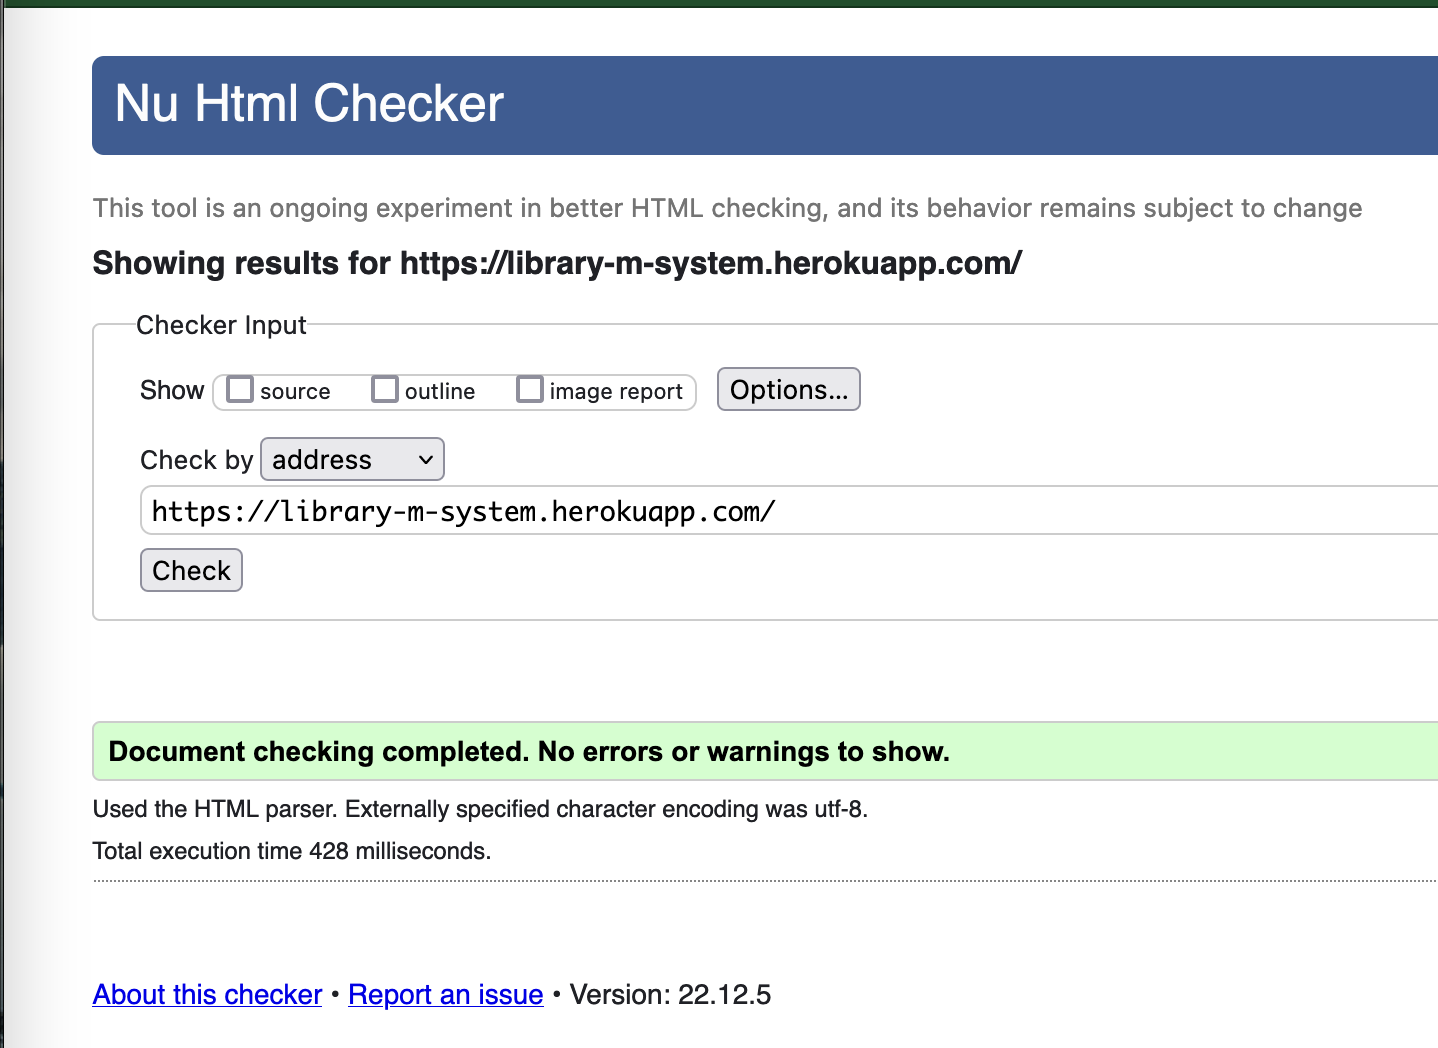 Nu Html Checker
This tool is an ongoing experiment in better HTML checking, and its behavior remains subject to change
Showing results for https://library-m-system.herokuapp.com/
Checker Input
Show source outline image report Options...
Check by address
https://library-m-system.herokuapp.com/
Check
Document checking completed. No errors or warnings to show.
Used the HTML parser. Externally specified character encoding was utf-8.
Total execution time 428 milliseconds.
About this checker • Report an issue • Version: 22.12.5